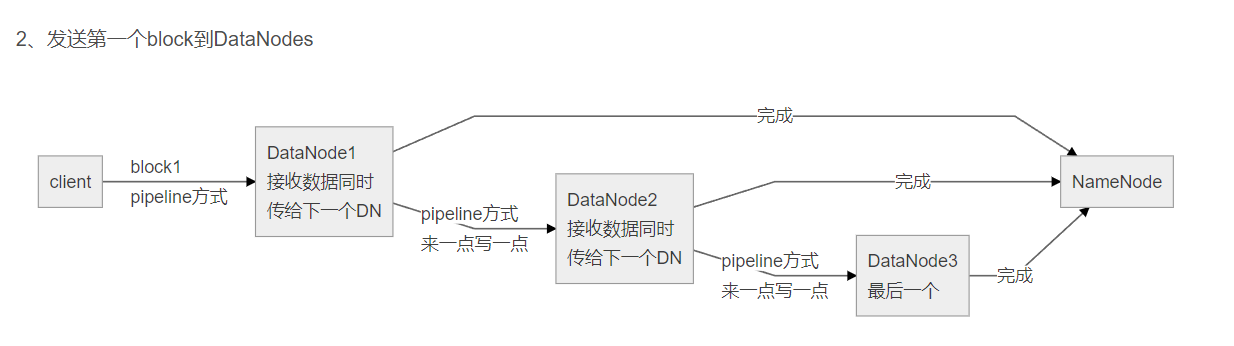 2、发送第一个block到DataNodes
完成
client
block1
pipeline方式
DataNode1
接收数据同时
传给下一个DN
pipeline方式
来一点写一点
DataNode2
接收数据同时
传给下一个DN
完成
NameNode
pipeline方式
来一点写一点
DataNode3
最后一个
完成